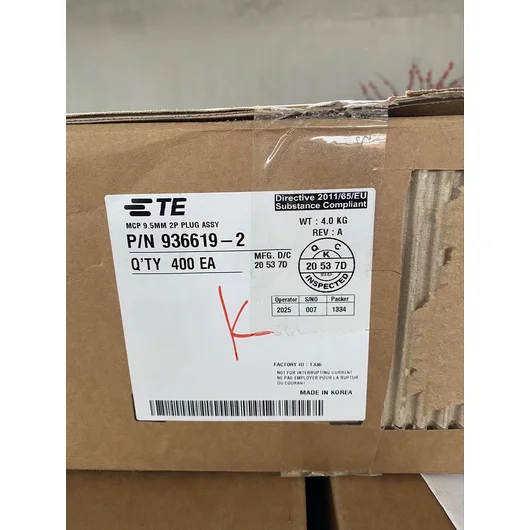 TE
Directive 2011/65/EU
Substance Compliant
MCP 9.5MM 2P PLUG ASSY
WT : 4.0 KG
REV : A
P/N 936619-2
Q'TY 400 EA
MFG. D/C
20 53 7D
Q C
K
20 53 7D
INSPECTED
Operator S/NO Packer
2025 007 1334
K
FACTORY ID : 1336
NOT FOR INTERRUPTING CURRENT
NE PAS EMPLOYER POUR LA RUPTUR
DU COURANT
MADE IN KOREA